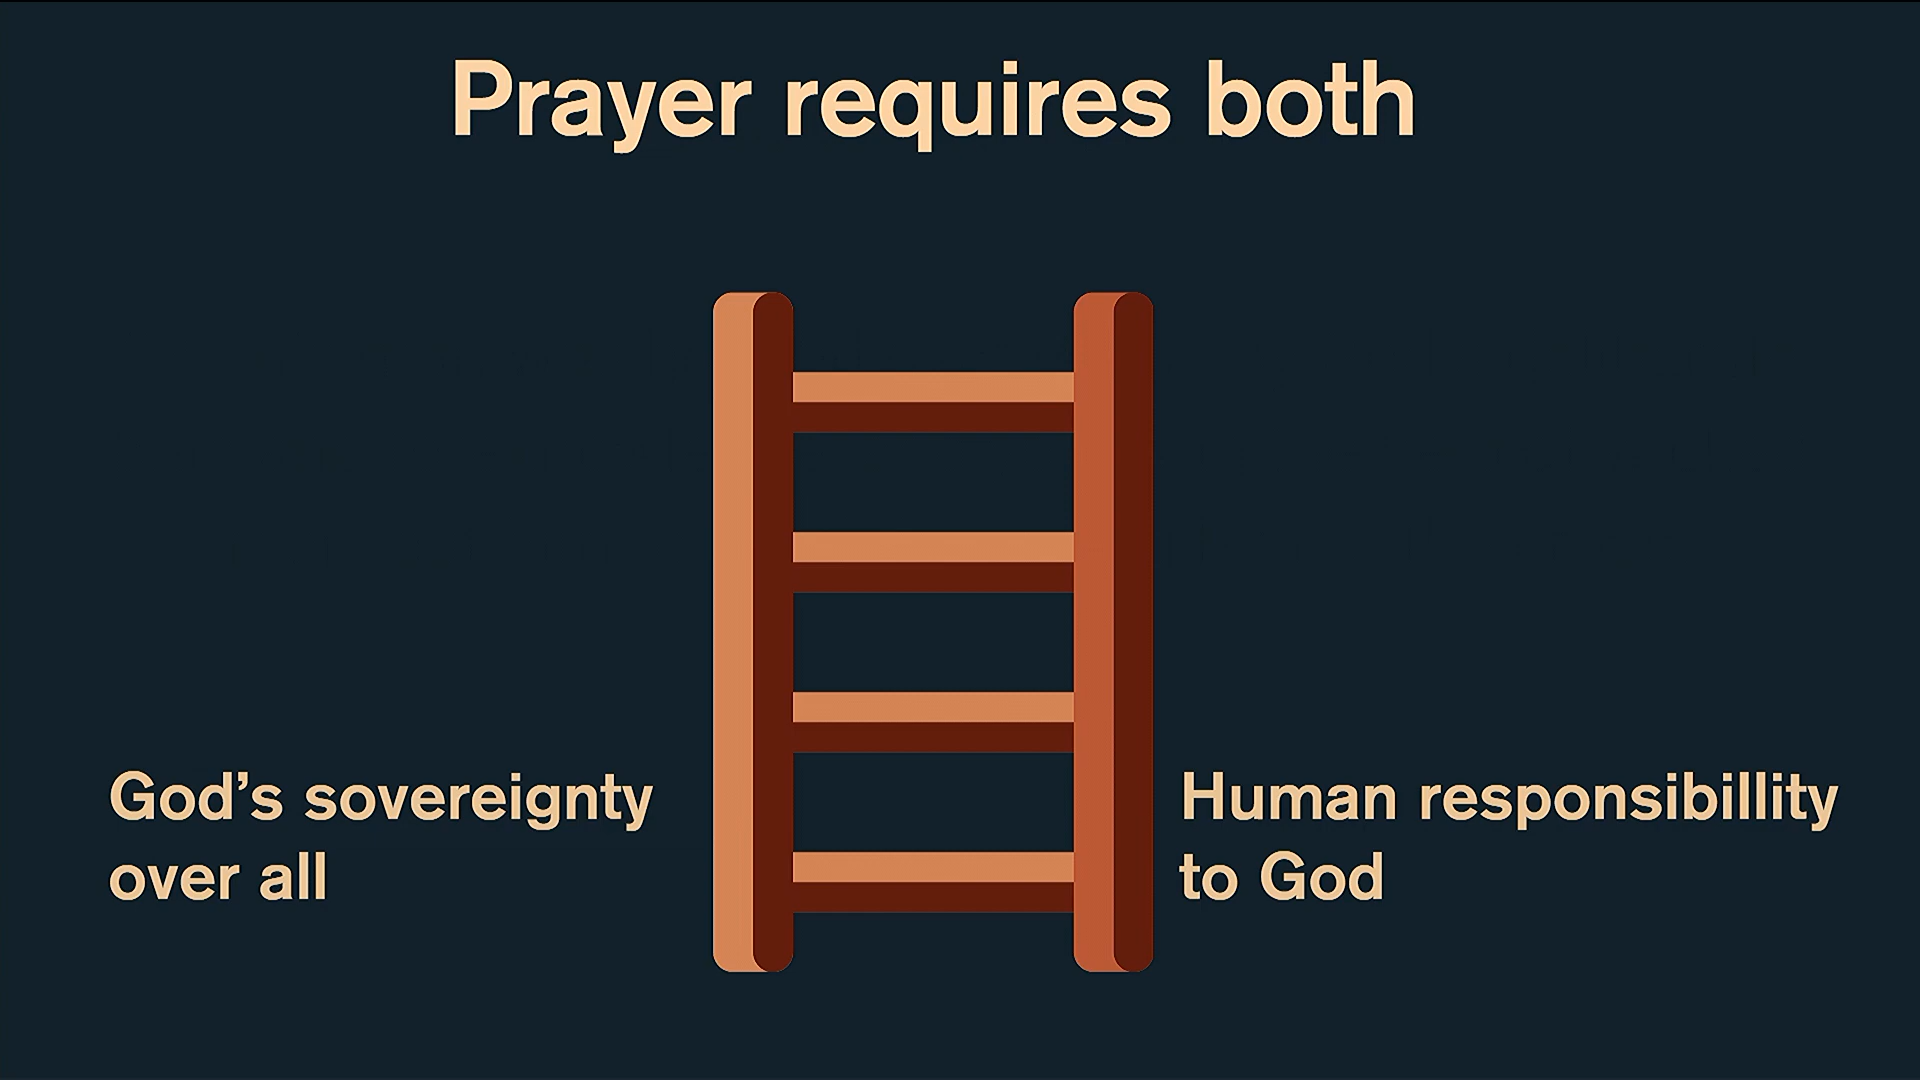 Prayer requires both
God’s sovereignty
over all
Human responsibillity
to God